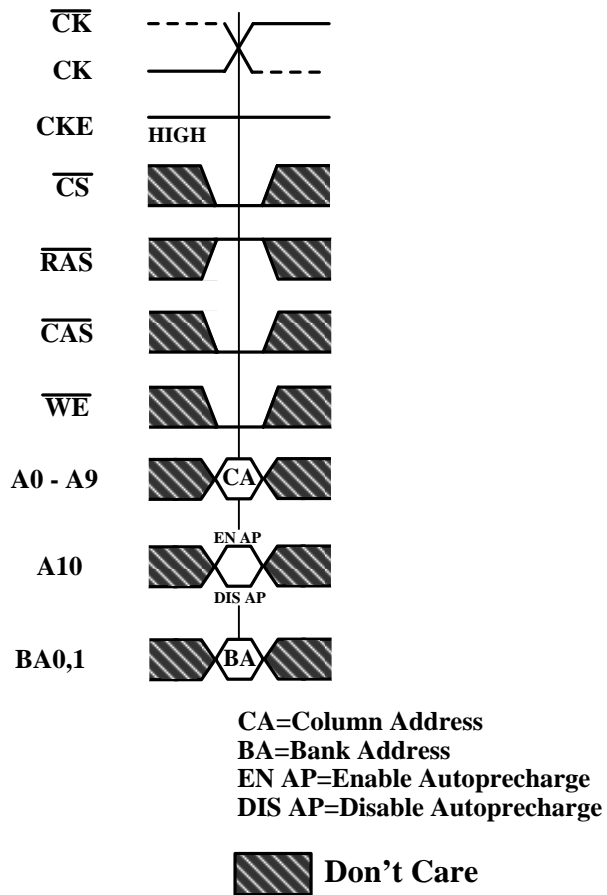 CK
CK
CKE
HIGH
CS
RAS
CAS
WE
A0 - A9
CA
EN AP
A10
DIS AP
BA0,1
BA
CA=Column Address
BA=Bank Address
EN AP=Enable Autoprecharge
DIS AP=Disable Autoprecharge
Don't Care